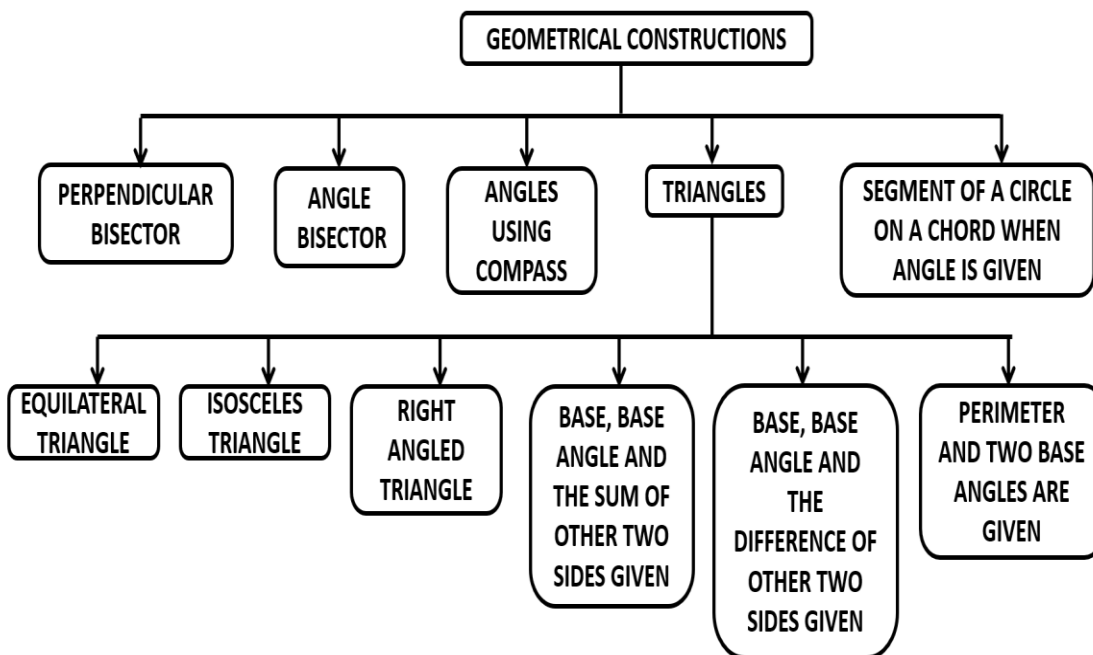 GEOMETRICAL CONSTRUCTIONS
PERPENDICULAR
BISECTOR
ANGLE
BISECTOR
ANGLES
USING
COMPASS
TRIANGLES
SEGMENT OF A CIRCLE
ON A CHORD WHEN
ANGLE IS GIVEN
EQUILATERAL
TRIANGLE
ISOSCELES
TRIANGLE
RIGHT
ANGLED
TRIANGLE
BASE, BASE
ANGLE AND
THE SUM OF
OTHER TWO
SIDES GIVEN
BASE, BASE
ANGLE AND
THE
DIFFERENCE OF
OTHER TWO
SIDES GIVEN
PERIMETER
AND TWO BASE
ANGLES ARE
GIVEN